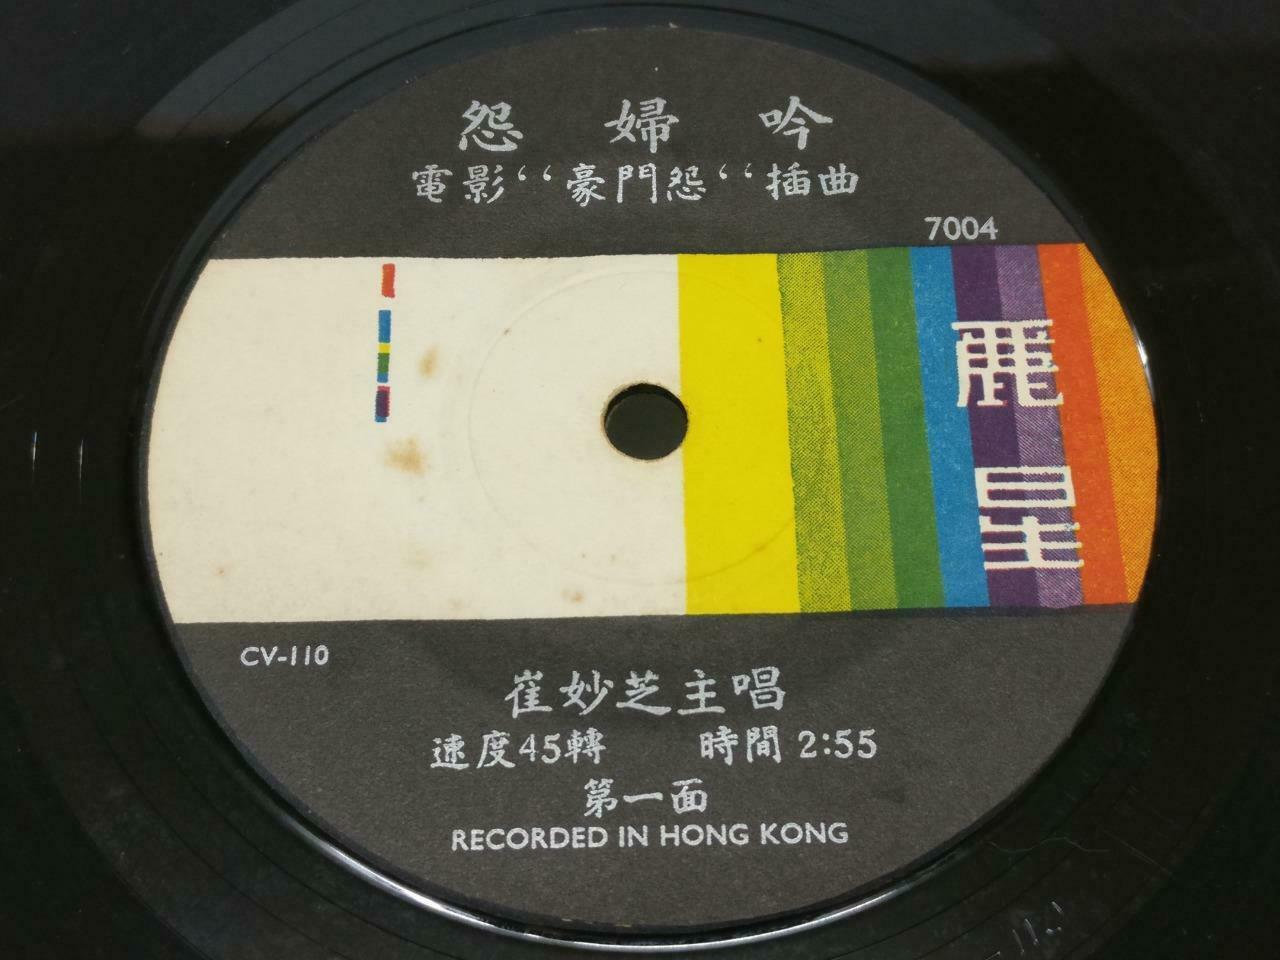 怨婦吟
電影‘‘豪門怨‘‘插曲
7004
麗星
CV-110
崔妙芝主唱
速度45轉 時間 2:55
第一面
RECORDED IN HONG KONG